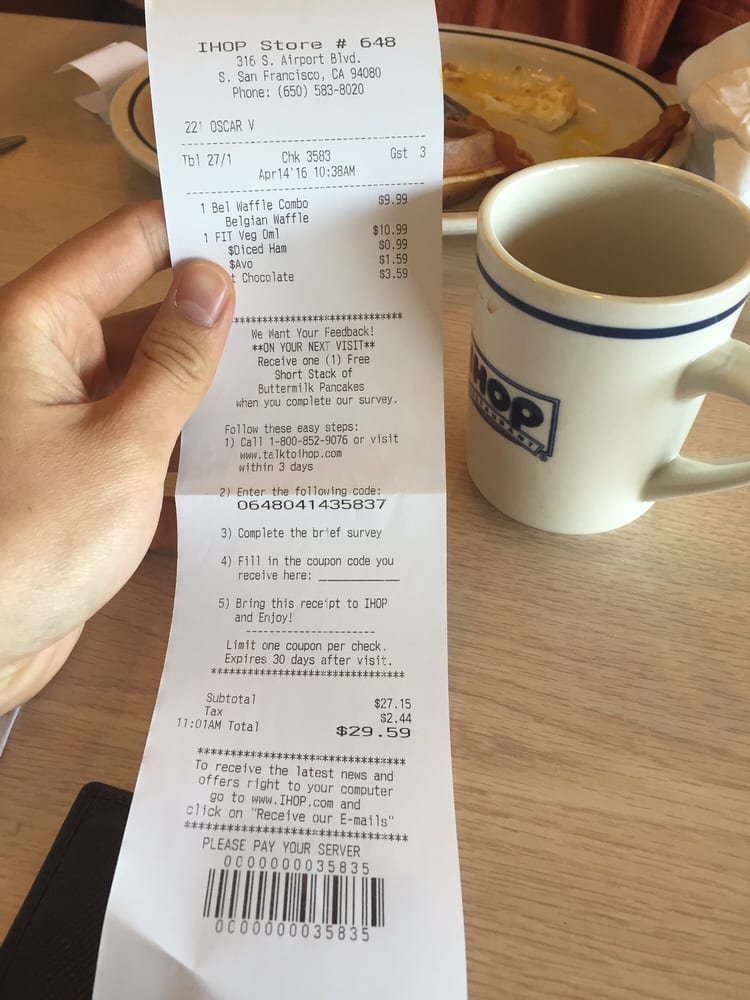 IHOP Store # 648
316 S. Airport Blvd.
S. San Francisco, CA 94080
Phone: (650) 583-8020
221 OSCAR V
Tbl 27/1 Chk 3583 Gst 3
Apr14'16 10:38AM
1 Bel Waffle Combo $9.99
Belgian Waffle
1 FIT Veg Oml $10.99
$Diced Ham $0.99
$Avo $1.59
t Chocolate $3.59
****************************
We Want Your Feedback!
**ON YOUR NEXT VISIT**
Receive one (1) Free
Short Stack of
Buttermilk Pancakes
when you complete our survey.
Follow these easy steps:
1) Call 1-800-852-9076 or visit
www.talktoihop.com
within 3 days
2) Enter the following code:
0648041435837
3) Complete the brief survey
4) Fill in the coupon code you
receive here: ___________
5) Bring this receipt to IHOP
and Enjoy!
--------------------
Limit one coupon per check.
Expires 30 days after visit.
******************************
Subtotal $27.15
Tax $2.44
11:01AM Total $29.59
********************************
To receive the latest news and
offers right to your computer
go to www.IHOP.com and
click on "Receive our E-mails"
********************************
PLEASE PAY YOUR SERVER
0000000035835
0000000035835
IHOP
RESTAURANT